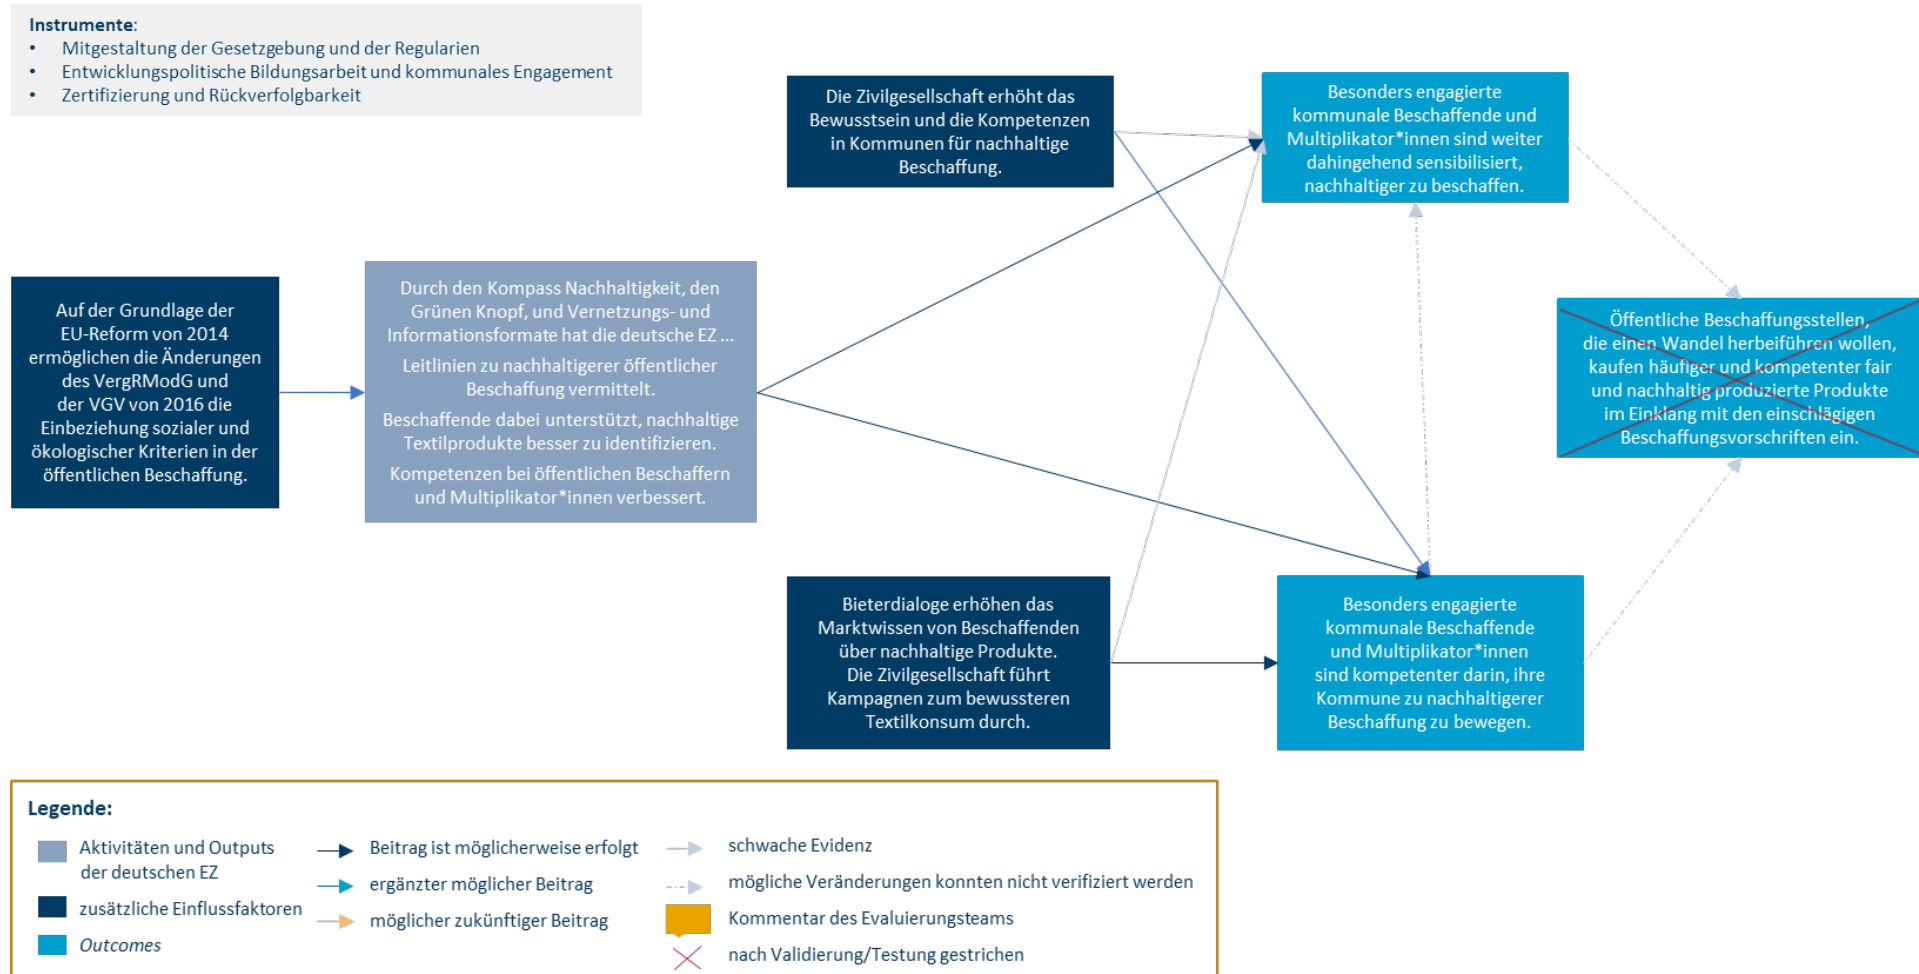 Instrumente:
• Mitgestaltung der Gesetzgebung und der Regularien
• Entwicklungspolitische Bildungsarbeit und kommunales Engagement
• Zertifizierung und Rückverfolgbarkeit
Die Zivilgesellschaft erhöht das
Bewusstsein und die Kompetenzen
in Kommunen für nachhaltige
Beschaffung.
Besonders engagierte
kommunale Beschaffende und
Multiplikator*innen sind weiter
dahingehend sensibilisiert,
nachhaltiger zu beschaffen.
Auf der Grundlage der
EU-Reform von 2014
ermöglichen die Änderungen
des VergRModG und
der VGV von 2016 die
Einbeziehung sozialer und
ökologischer Kriterien in der
öffentlichen Beschaffung.
Durch den Kompass Nachhaltigkeit, den
Grünen Knopf, und Vernetzungs- und
Informationsformate hat die deutsche EZ ...
Leitlinien zu nachhaltigerer öffentlicher
Beschaffung vermittelt.
Beschaffende dabei unterstützt, nachhaltige
Textilprodukte besser zu identifizieren.
Kompetenzen bei öffentlichen Beschaffern
und Multiplikator*innen verbessert.
Öffentliche Beschaffungsstellen,
die einen Wandel herbeiführen wollen,
kaufen häufiger und kompetenter fair
und nachhaltig produzierte Produkte
im Einklang mit den einschlägigen
Beschaffungsvorschriften ein.
Bieterdialoge erhöhen das
Marktwissen von Beschaffenden
über nachhaltige Produkte.
Die Zivilgesellschaft führt
Kampagnen zum bewussteren
Textilkonsum durch.
Besonders engagierte
kommunale Beschaffende
und Multiplikator*innen
sind kompetenter darin, ihre
Kommune zu nachhaltigerer
Beschaffung zu bewegen.
Legende:
Aktivitäten und Outputs
der deutschen EZ
zusätzliche Einflussfaktoren
Outcomes
Beitrag ist möglicherweise erfolgt
ergänzter möglicher Beitrag
möglicher zukünftiger Beitrag
schwache Evidenz
mögliche Veränderungen konnten nicht verifiziert werden
Kommentar des Evaluierungsteams
nach Validierung/Testung gestrichen